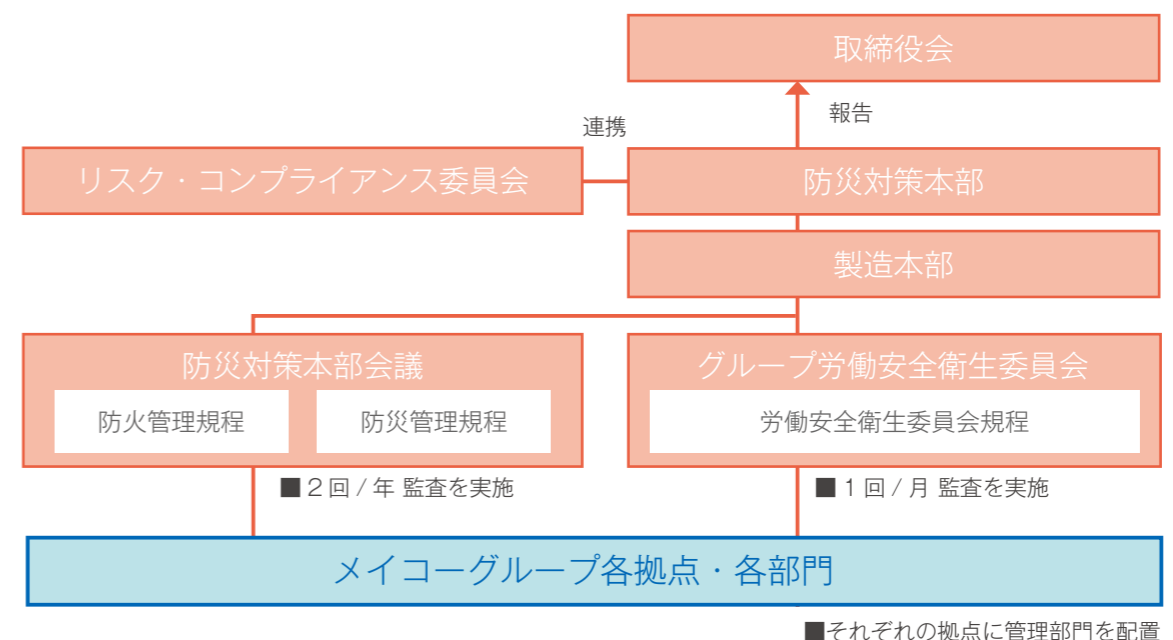 取締役会
報告
連携
リスク・コンプライアンス委員会
防災対策本部
製造本部
防災対策本部会議
防火管理規程
防災管理規程
グループ労働安全衛生委員会
労働安全衛生委員会規程
■2回/年 監査を実施
■1回/月 監査を実施
メイコーグループ各拠点・各部門
■それぞれの拠点に管理部門を配置